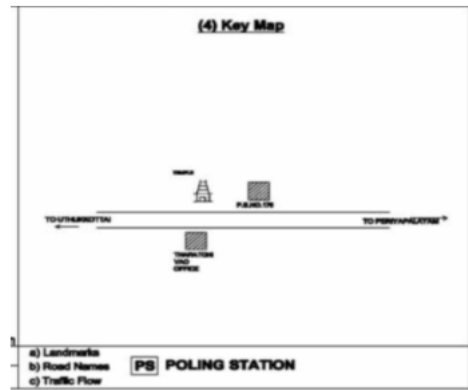 (4) Key Map
TEMPLE
P.S.NO.176
TO UTHUKOTTAI
TO PERIYAPALAYAM
VAO
OFFICE
a) Landmarks
b) Road Names
c) Traffic Flow
PS POLING STATION